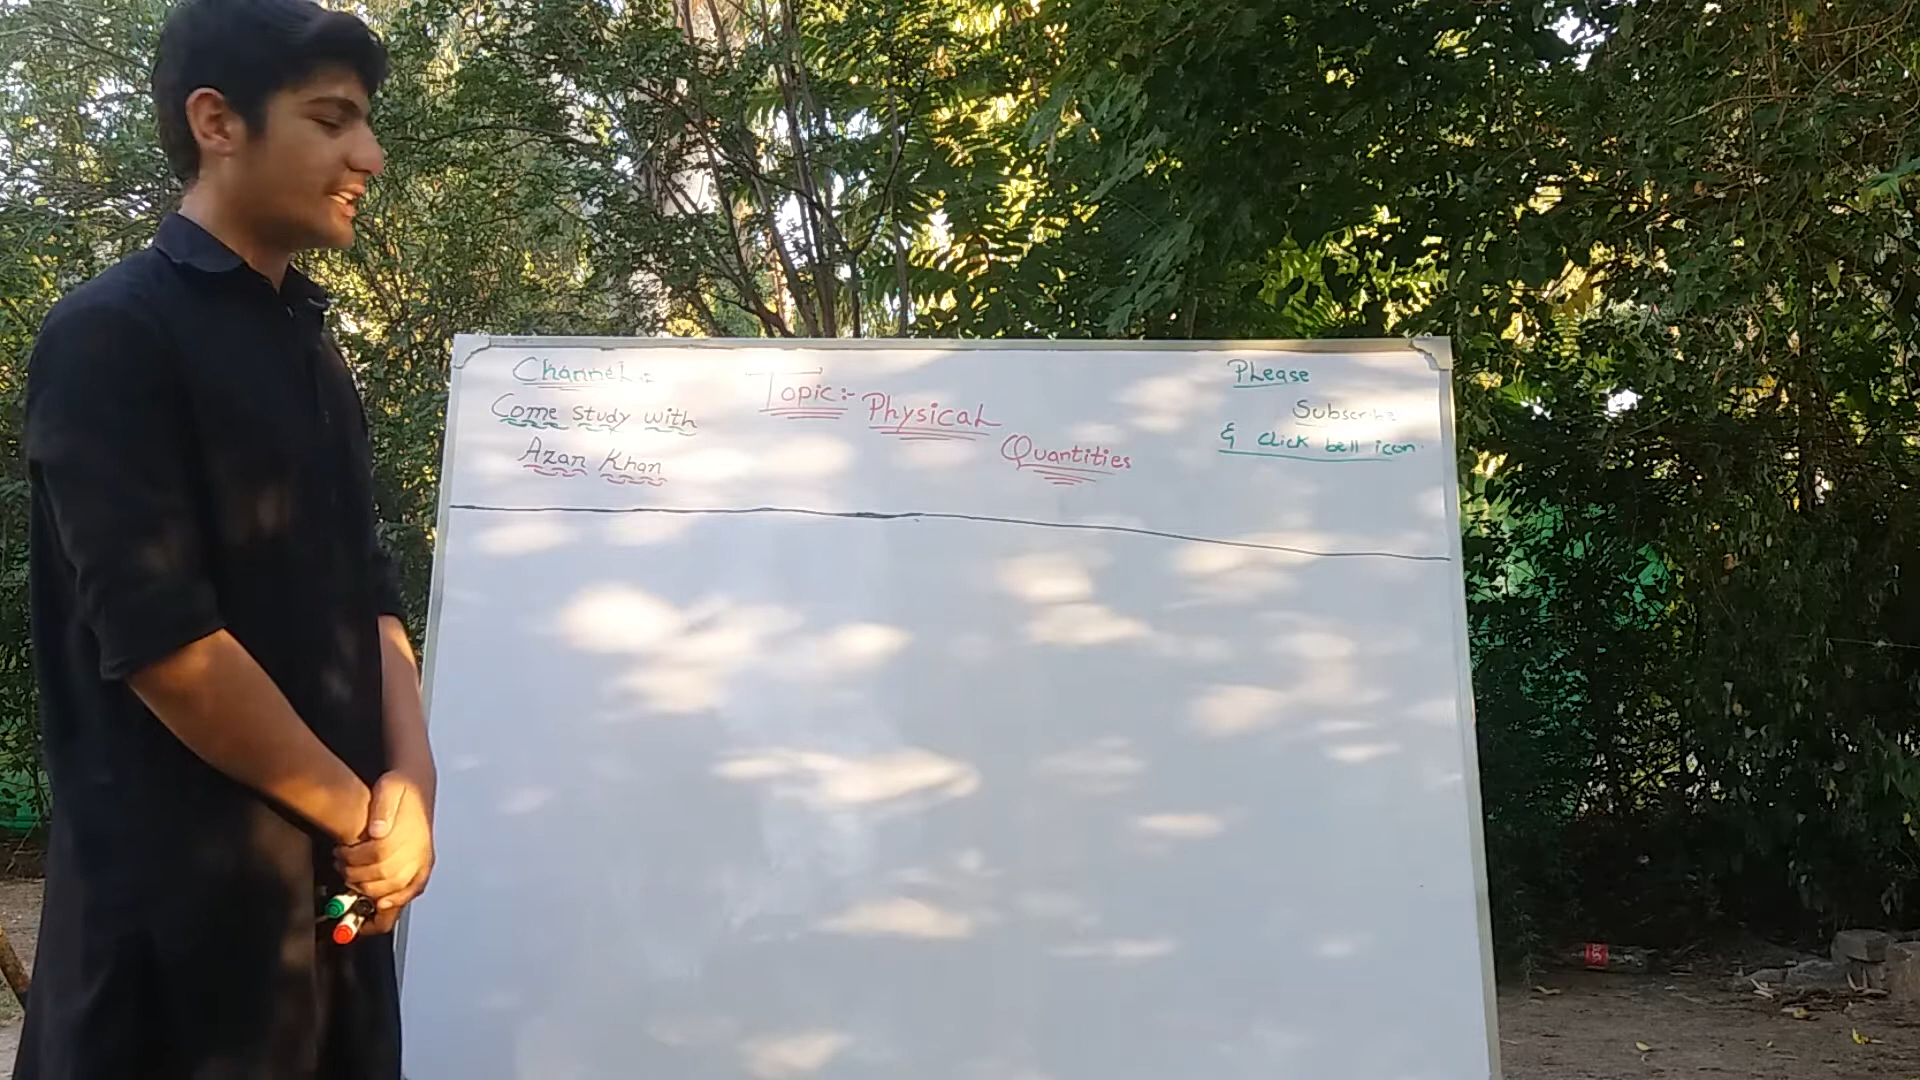 Channel:-
Come study with
Azan Khan
Topic:- Physical
Quantities
Please
Subscribe
& click bell icon.